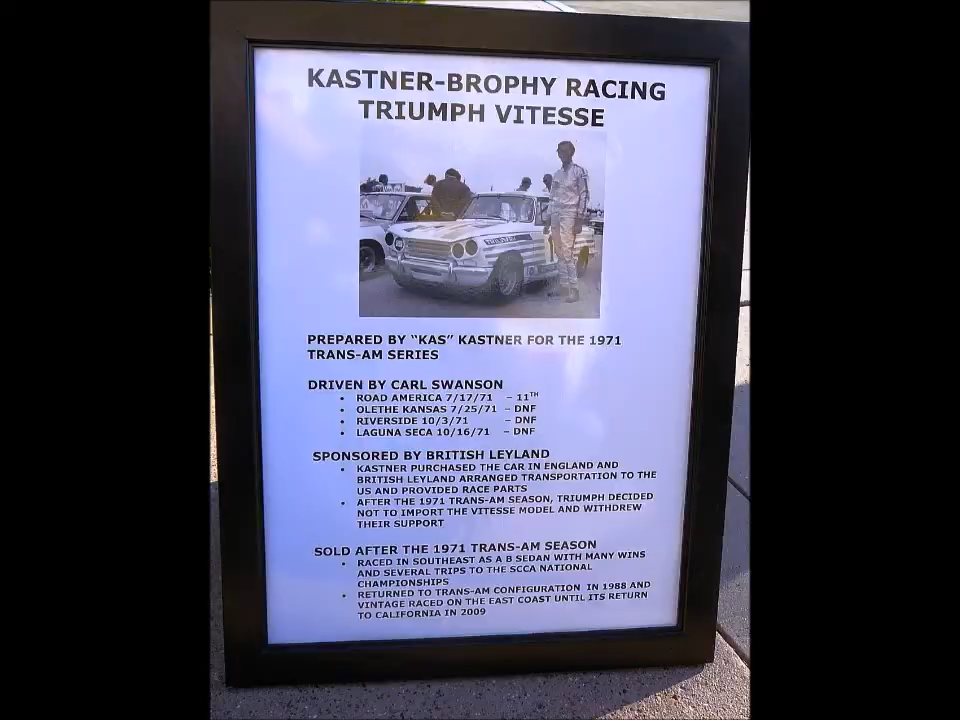 KASTNER-BROPHY RACING
TRIUMPH VITESSE
PREPARED BY “KAS” KASTNER FOR THE 1971
TRANS-AM SERIES
DRIVEN BY CARL SWANSON
• ROAD AMERICA 7/17/71 – 11TH
• OLETHE KANSAS 7/25/71 – DNF
• RIVERSIDE 10/3/71 – DNF
• LAGUNA SECA 10/16/71 – DNF
SPONSORED BY BRITISH LEYLAND
• KASTNER PURCHASED THE CAR IN ENGLAND AND
BRITISH LEYLAND ARRANGED TRANSPORTATION TO THE
US AND PROVIDED RACE PARTS
• AFTER THE 1971 TRANS-AM SEASON, TRIUMPH DECIDED
NOT TO IMPORT THE VITESSE MODEL AND WITHDREW
THEIR SUPPORT
SOLD AFTER THE 1971 TRANS-AM SEASON
• RACED IN SOUTHEAST AS A B SEDAN WITH MANY WINS
AND SEVERAL TRIPS TO THE SCCA NATIONAL
CHAMPIONSHIPS
• RETURNED TO TRANS-AM CONFIGURATION IN 1988 AND
VINTAGE RACED ON THE EAST COAST UNTIL ITS RETURN
TO CALIFORNIA IN 2009